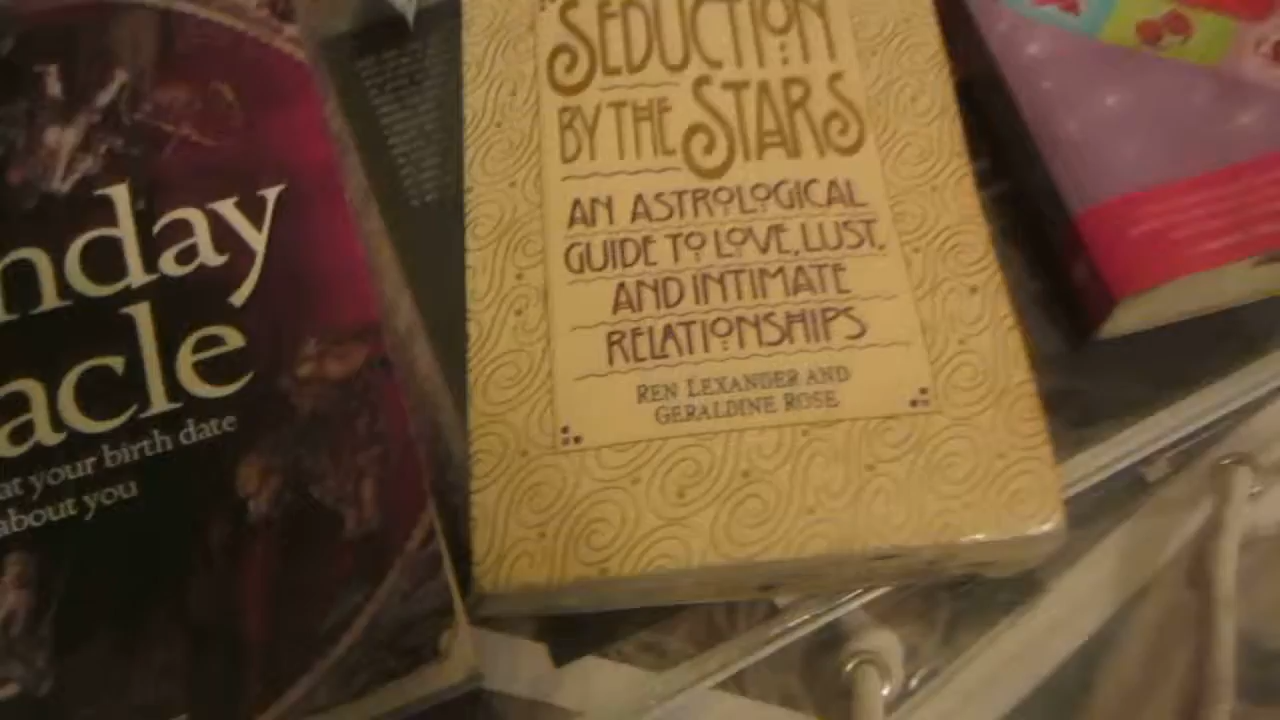 nday
acle
at your birth date
about you
SEDUCTION
BY THE STARS
AN ASTROLOGICAL
GUIDE TO LOVE, LUST,
AND INTIMATE
RELATIONSHIPS
REN LEXANDER AND
GERALDINE ROSE